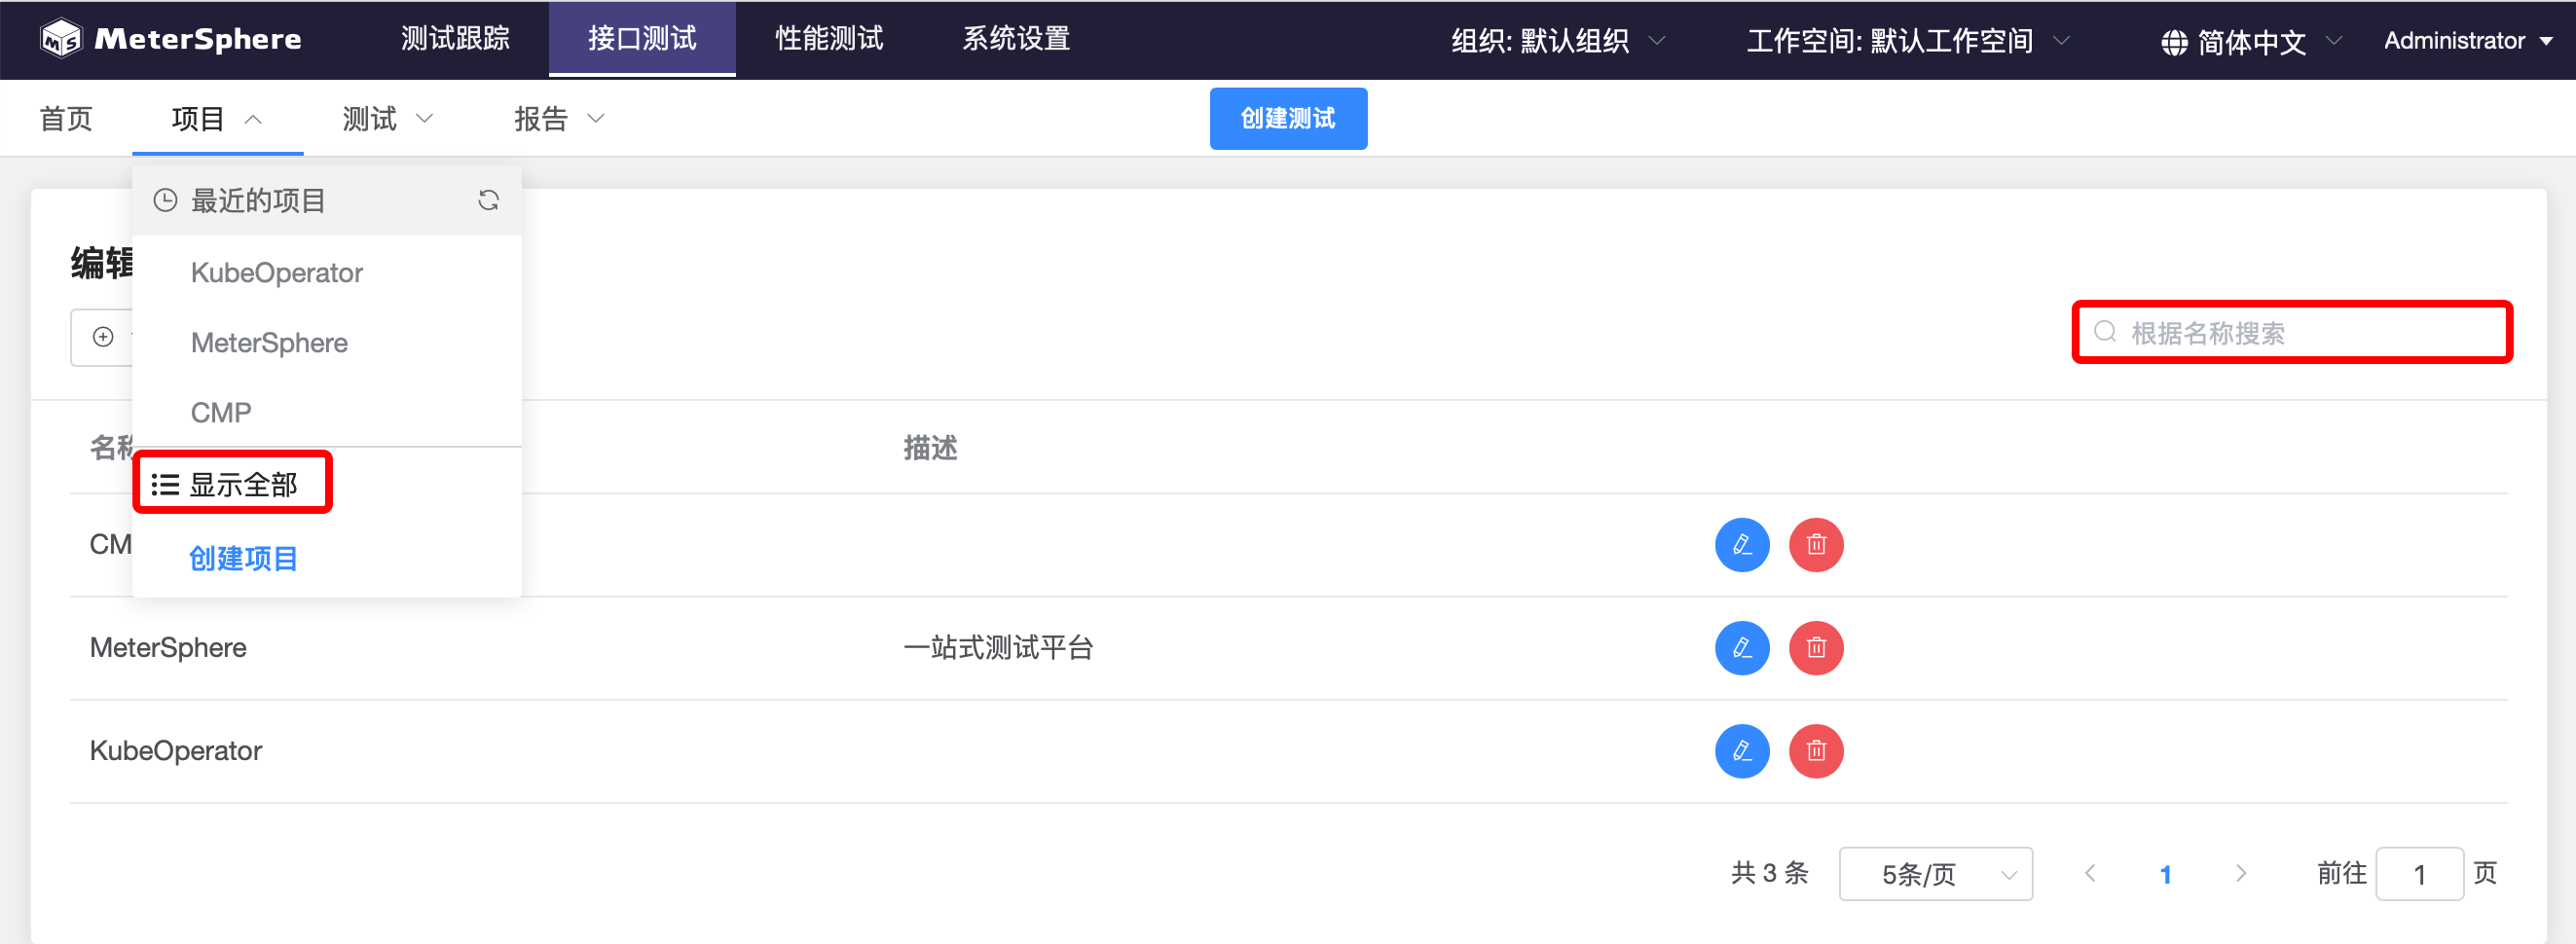 MeterSphere 测试跟踪 接口测试 性能测试 系统设置 组织: 默认组织 工作空间: 默认工作空间 简体中文 Administrator
首页 项目 测试 报告 创建测试
最近的项目
编辑
KubeOperator
根据名称搜索
MeterSphere
CMP
名称 描述
显示全部
CM
创建项目
MeterSphere 一站式测试平台
KubeOperator
共 3 条 5条/页 1 前往 1 页